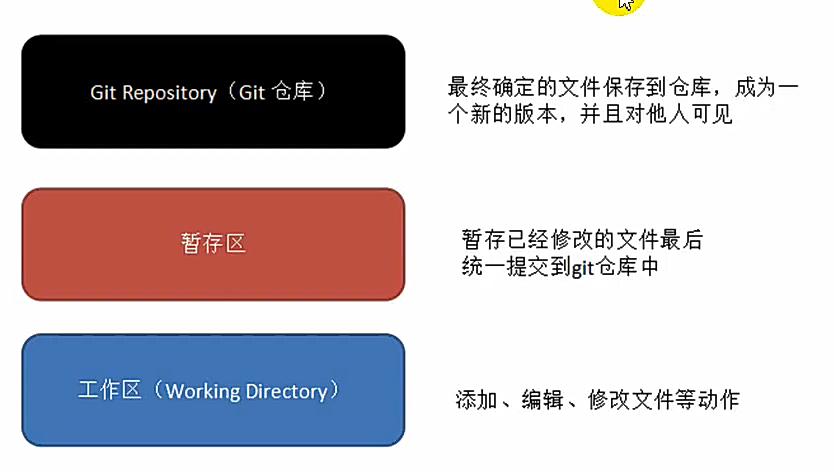 Git Repository（Git 仓库）
最终确定的文件保存到仓库，成为一
个新的版本，并且对他人可见
暂存区
暂存已经修改的文件最后
统一提交到git仓库中
工作区（Working Directory）
添加、编辑、修改文件等动作